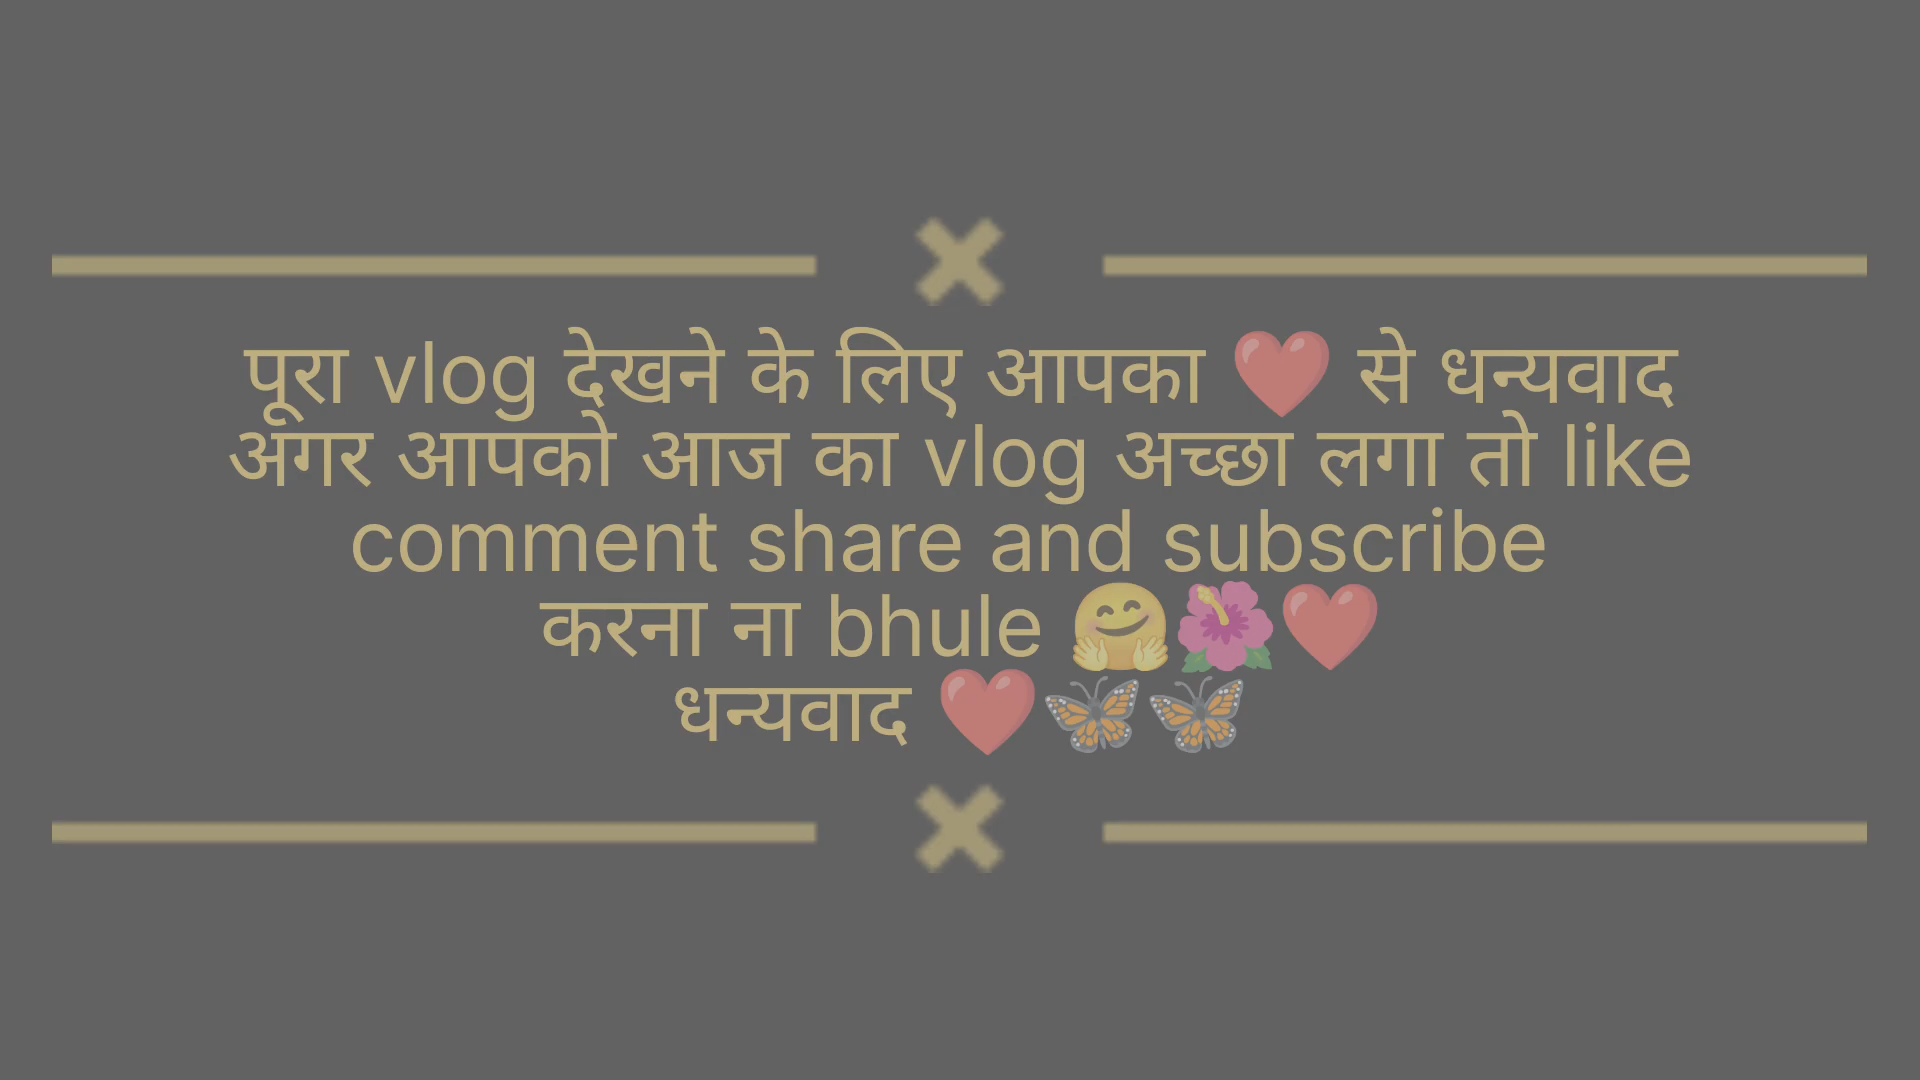 पूरा vlog देखने के लिए आपका ❤️ से धन्यवाद
अगर आपको आज का vlog अच्छा लगा तो like
comment share and subscribe
करना ना bhule 🤗🌺❤️
धन्यवाद ❤️🦋🦋